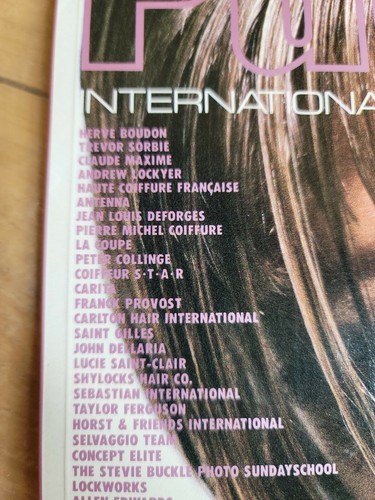 INTERNATIONA
HERVE BOUDON
TREVOR SORBIE
CLAUDE MAXIME
ANDREW LOCKYER
HAUTE COIFFURE FRANÇAISE
ANTENNA
JEAN LOUIS DEFORGES
PIERRE MICHEL COIFFURE
LA COUPE
PETER COLLINGE
COIFFEUR S·T·A·R
CARITA
FRANCK PROVOST
CARLTON HAIR INTERNATIONAL
SAINT GILLES
JOHN DELLARIA
LUCIE SAINT-CLAIR
SHYLOCKS HAIR CO.
SEBASTIAN INTERNATIONAL
TAYLOR FERGUSON
HORST & FRIENDS INTERNATIONAL
SELVAGGIO TEAM
CONCEPT ELITE
THE STEVIE BUCKLE PHOTO SUNDAYSCHOOL
LOCKWORKS
ALLEN EDWARDS